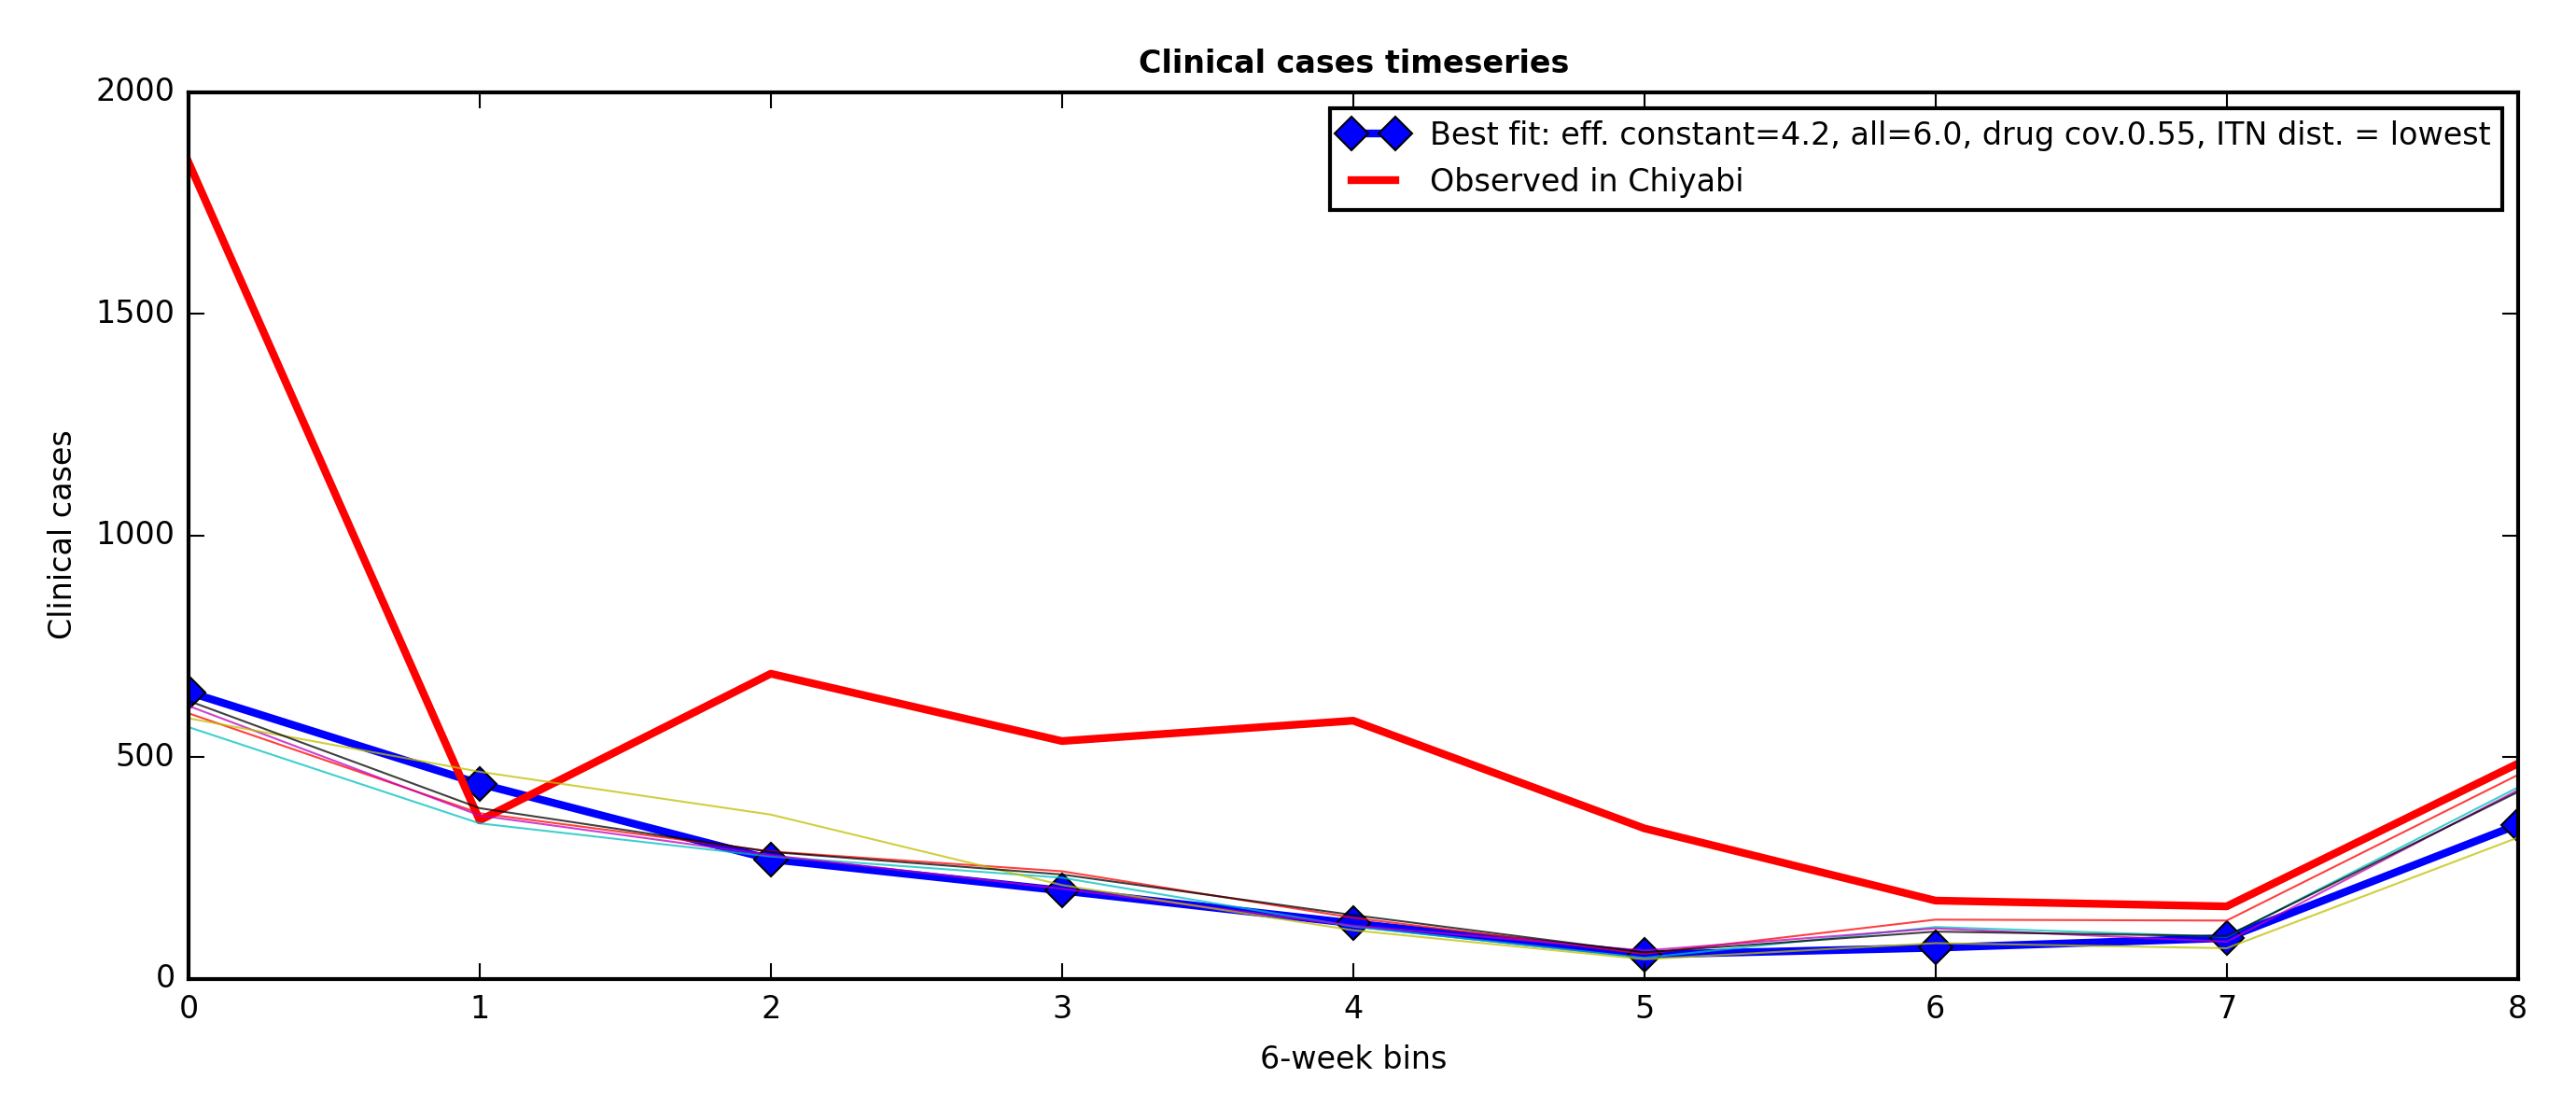 Clinical cases timeseries
2000
1500
1000
500
0
Clinical cases
Best fit: eff. constant=4.2, all=6.0, drug cov.0.55, ITN dist. = lowest
Observed in Chiyabi
0 1 2 3 4 5 6 7 8
6-week bins